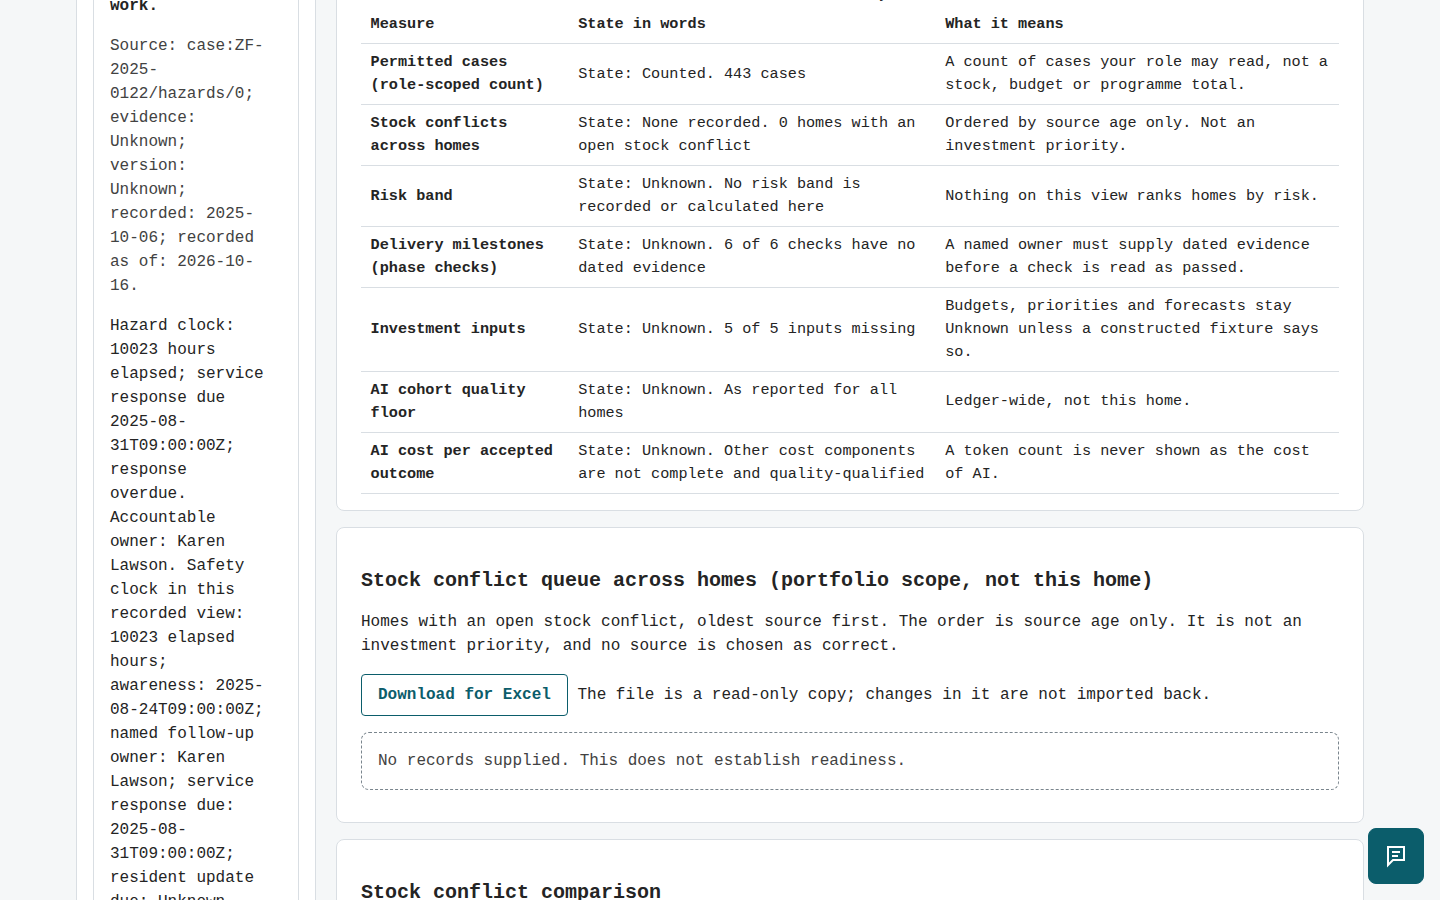 work.
Source: case:ZF-
2025-
0122/hazards/0;
evidence:
Unknown;
version:
Unknown;
recorded: 2025-
10-06; recorded
as of: 2026-10-
16.
Hazard clock:
10023 hours
elapsed; service
response due
2025-08-
31T09:00:00Z;
response
overdue.
Accountable
owner: Karen
Lawson. Safety
clock in this
recorded view:
10023 elapsed
hours;
awareness: 2025-
08-24T09:00:00Z;
named follow-up
owner: Karen
Lawson; service
response due:
2025-08-
31T09:00:00Z;
resident update
due: Unknown
Measure State in words What it means
Permitted cases
(role-scoped count)
State: Counted. 443 cases
A count of cases your role may read, not a
stock, budget or programme total.
Stock conflicts
across homes
State: None recorded. 0 homes with an
open stock conflict
Ordered by source age only. Not an
investment priority.
Risk band
State: Unknown. No risk band is
recorded or calculated here
Nothing on this view ranks homes by risk.
Delivery milestones
(phase checks)
State: Unknown. 6 of 6 checks have no
dated evidence
A named owner must supply dated evidence
before a check is read as passed.
Investment inputs
State: Unknown. 5 of 5 inputs missing
Budgets, priorities and forecasts stay
Unknown unless a constructed fixture says
so.
AI cohort quality
floor
State: Unknown. As reported for all
homes
Ledger-wide, not this home.
AI cost per accepted
outcome
State: Unknown. Other cost components
are not complete and quality-qualified
A token count is never shown as the cost
of AI.
Stock conflict queue across homes (portfolio scope, not this home)
Homes with an open stock conflict, oldest source first. The order is source age only. It is not an
investment priority, and no source is chosen as correct.
Download for Excel The file is a read-only copy; changes in it are not imported back.
No records supplied. This does not establish readiness.
Stock conflict comparison